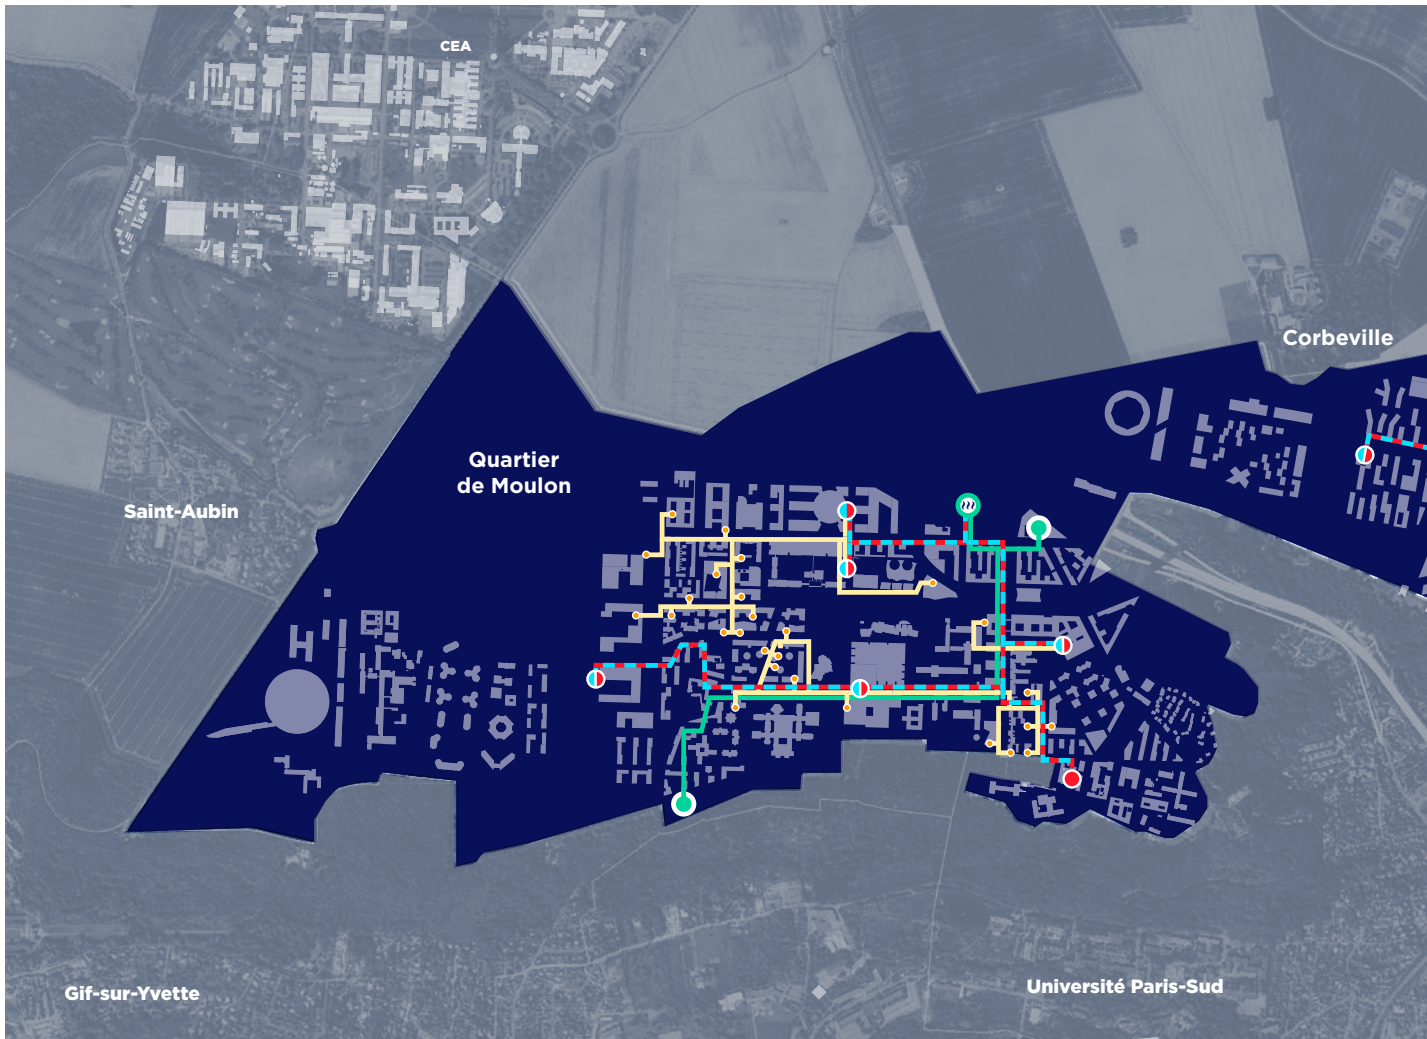 CEA
Corbeville
Quartier
de Moulon
Saint-Aubin
Gif-sur-Yvette
Université Paris-Sud